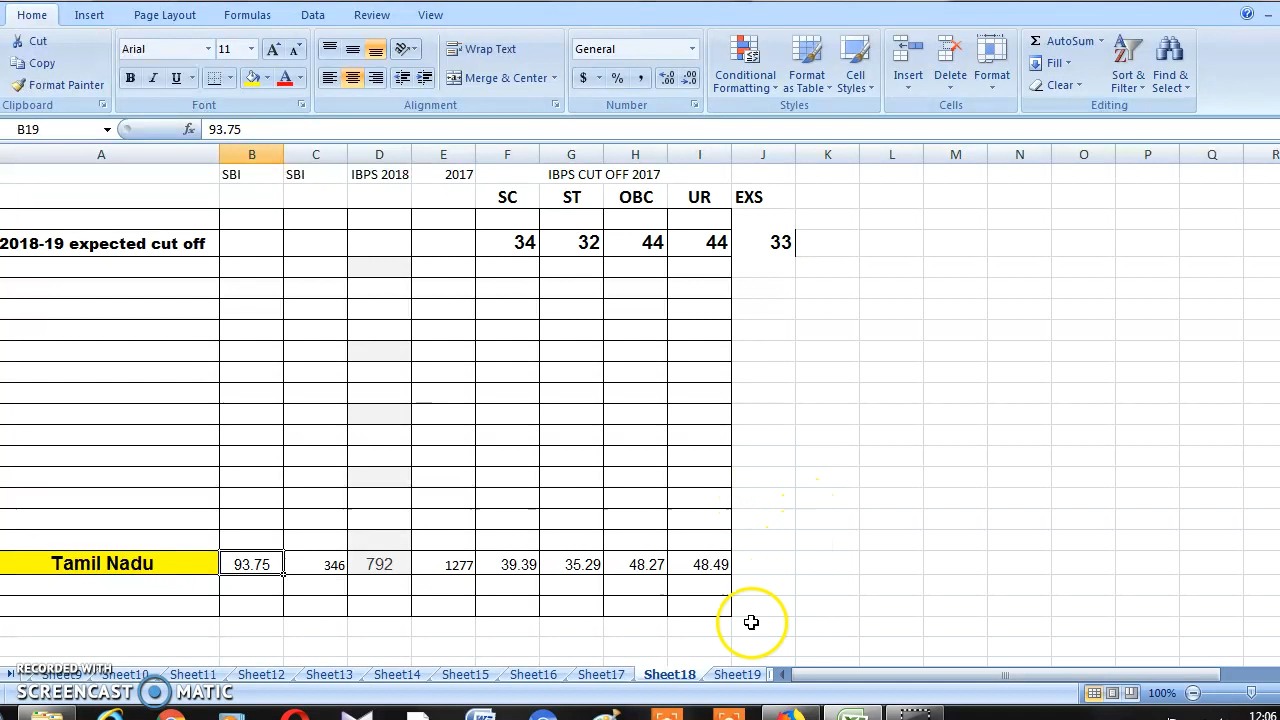 Home Insert Page Layout Formulas Data Review View
Cut Arial 11 Wrap Text General AutoSum
Copy Fill
Format Painter B I U Merge & Center $ % , Conditional Formatting Format as Table Cell Styles Insert Delete Format Clear Sort & Filter Find & Select
Clipboard Font Alignment Number Styles Cells Editing
B19 fx 93.75
A B C D E F G H I J K L M N O P Q R
SBI SBI IBPS 2018 2017 IBPS CUT OFF 2017
SC ST OBC UR EXS
2018-19 expected cut off 34 32 44 44 33
Tamil Nadu 93.75 346 792 1277 39.39 35.29 48.27 48.49
Sheet9 Sheet10 Sheet11 Sheet12 Sheet13 Sheet14 Sheet15 Sheet16 Sheet17 Sheet18 Sheet19
RECORDED WITH
SCREENCAST MATIC 100%
12:06